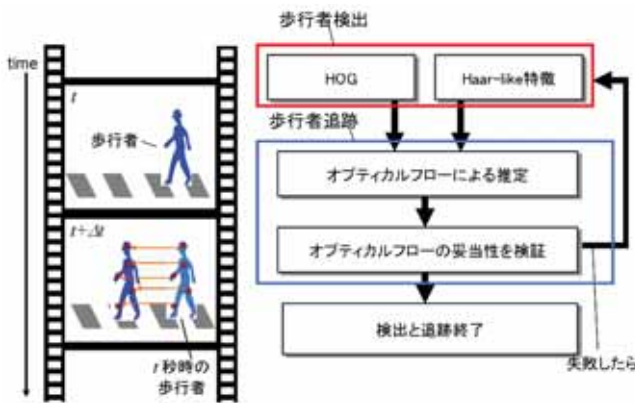 time
t
歩行者
t+Δt
t 秒時の
歩行者
歩行者検出
HOG
Haar-like特徴
歩行者追跡
オプティカルフローによる推定
オプティカルフローの妥当性を検証
検出と追跡終了
失敗したら